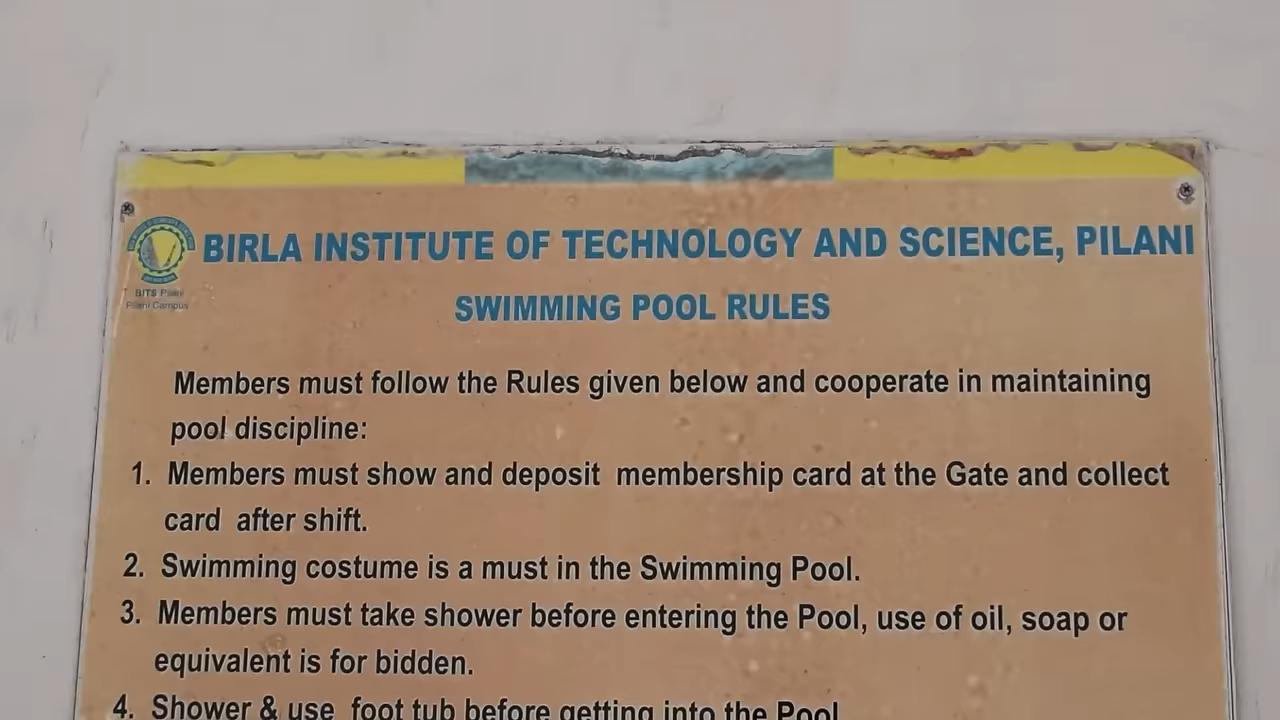 BIRLA INSTITUTE OF TECHNOLOGY AND SCIENCE, PILANI
BITS Pilani
Pilani Campus
SWIMMING POOL RULES
Members must follow the Rules given below and cooperate in maintaining
pool discipline:
1. Members must show and deposit membership card at the Gate and collect
card after shift.
2. Swimming costume is a must in the Swimming Pool.
3. Members must take shower before entering the Pool, use of oil, soap or
equivalent is for bidden.
4. Shower & use foot tub before getting into the Pool